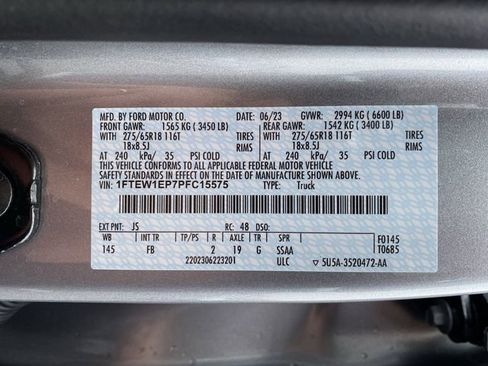 MFD. BY FORD MOTOR CO. DATE: 06/23 GVWR: 2994 KG ( 6600 LB)
FRONT GAWR: 1565 KG ( 3450 LB) REAR GAWR: 1542 KG ( 3400 LB)
WITH 275/65R18 116T WITH 275/65R18 116T
18x8.5J 18x8.5J
AT 240 kPa/ 35 PSI COLD AT 240 kPa/ 35 PSI COLD
THIS VEHICLE CONFORMS TO ALL APPLICABLE FEDERAL MOTOR VEHICLE
SAFETY STANDARDS IN EFFECT ON THE DATE OF MANUFACTURE SHOWN ABOVE.
VIN: 1FTEW1EP7PFC15575 TYPE: Truck
EXT PNT: JS RC: 48 DSO:
WB INT TR TP/PS R AXLE TR SPR F0145
145 FB 2 19 G SSAA T0685
2202306223201 ULC 5U5A-3520472-AA